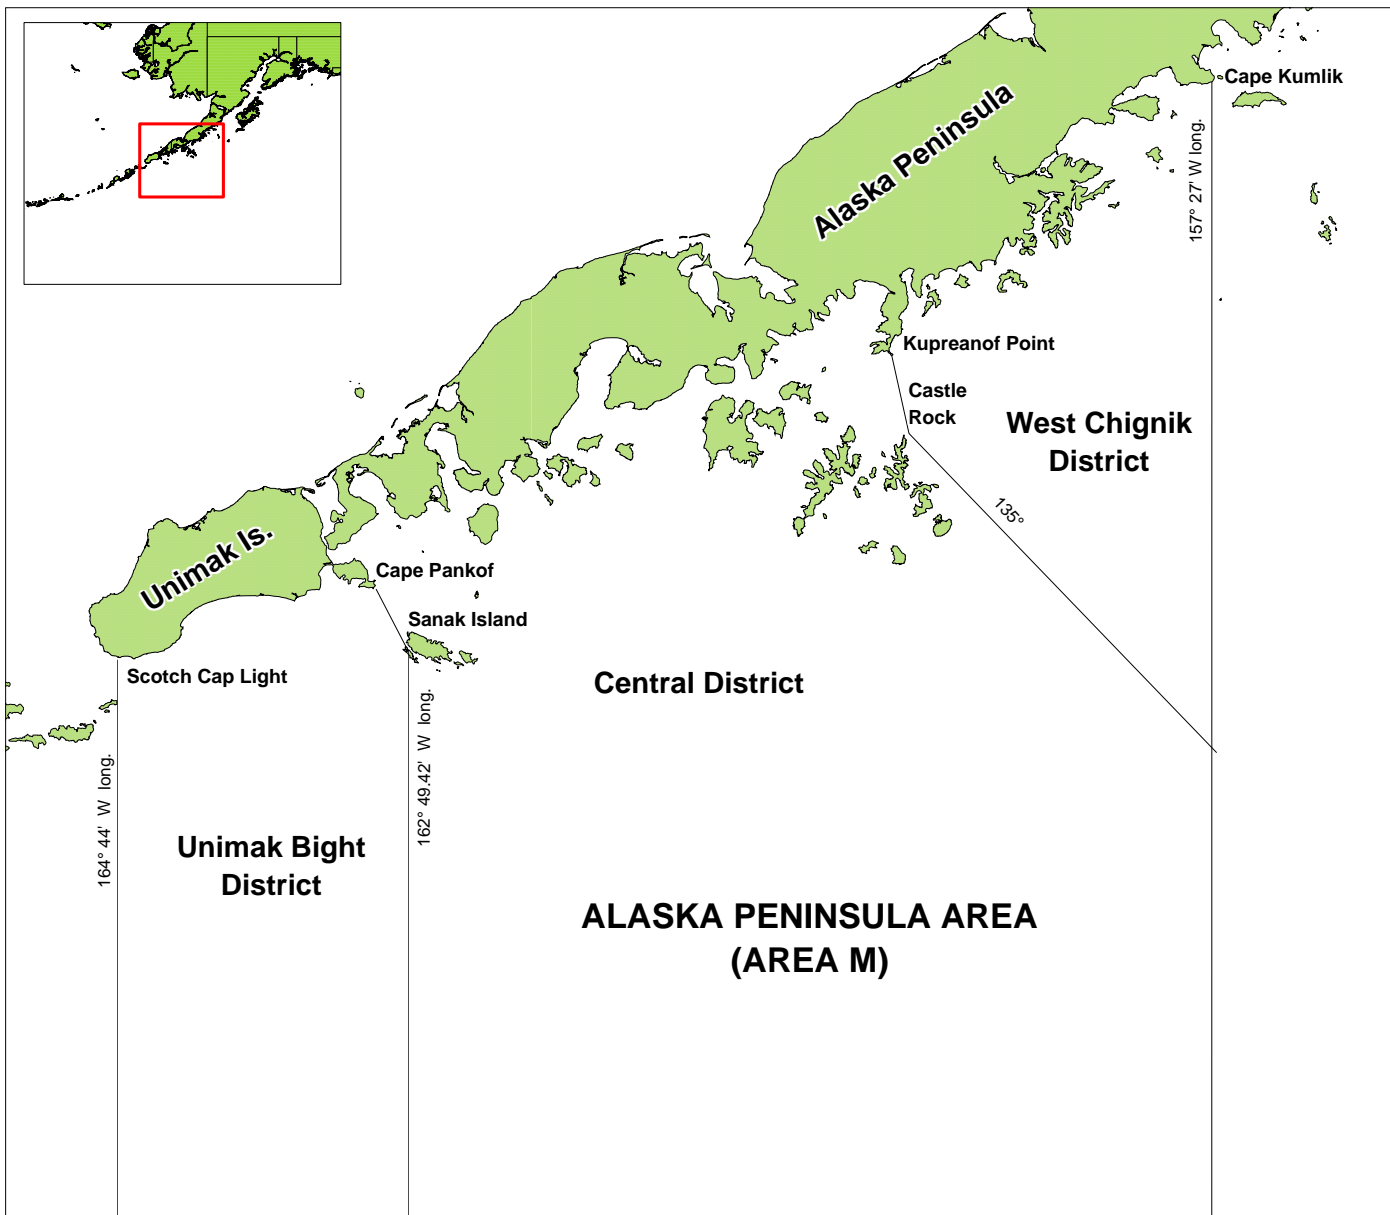 Cape Kumlik
Alaska Peninsula
157° 27' W long.
Kupreanof Point
Castle
Rock
West Chignik
District
135°
Unimak Is.
Cape Pankof
Sanak Island
Scotch Cap Light
Central District
164° 44' W long.
162° 49.42' W long.
Unimak Bight
District
ALASKA PENINSULA AREA
(AREA M)